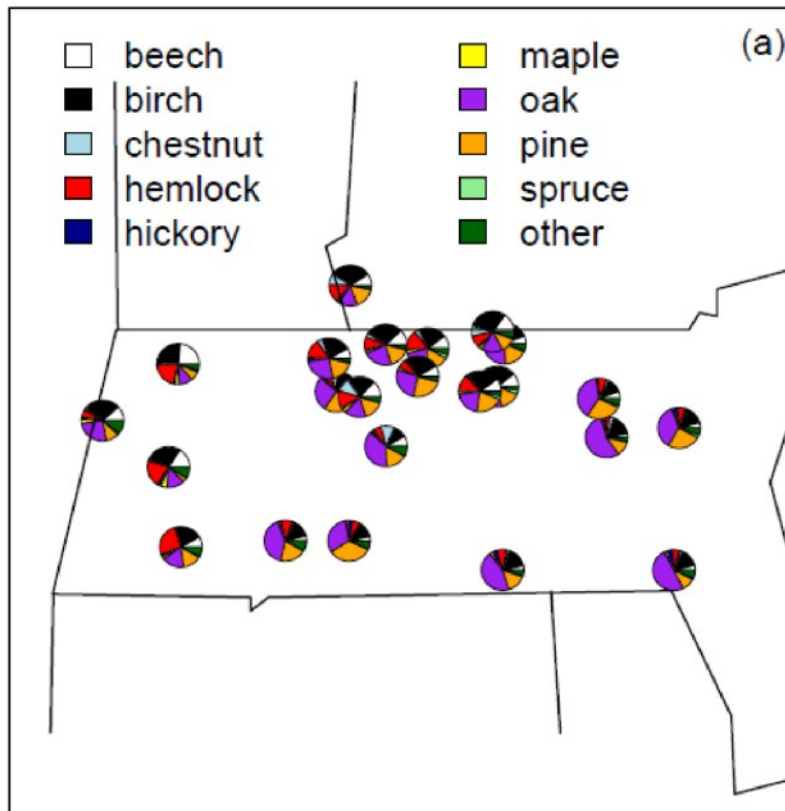 (a)
beech
birch
chestnut
hemlock
hickory
maple
oak
pine
spruce
other